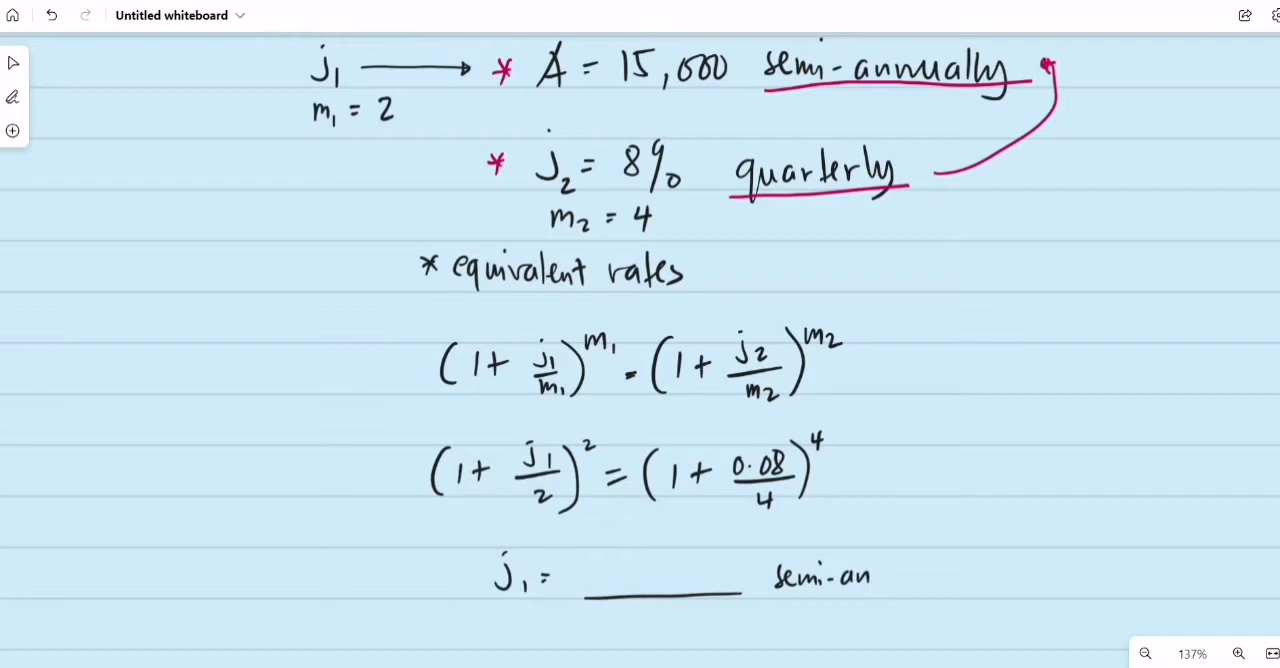 Untitled whiteboard
j₁ → * A = 15,000 semi-annually
m₁ = 2
* j₂ = 8% quarterly
m₂ = 4
* equivalent rates
(1 + j₁/m₁)^m₁ = (1 + j₂/m₂)^m₂
(1 + j₁/2)^2 = (1 + 0.08/4)^4
j₁ = ______ semi-an
137%